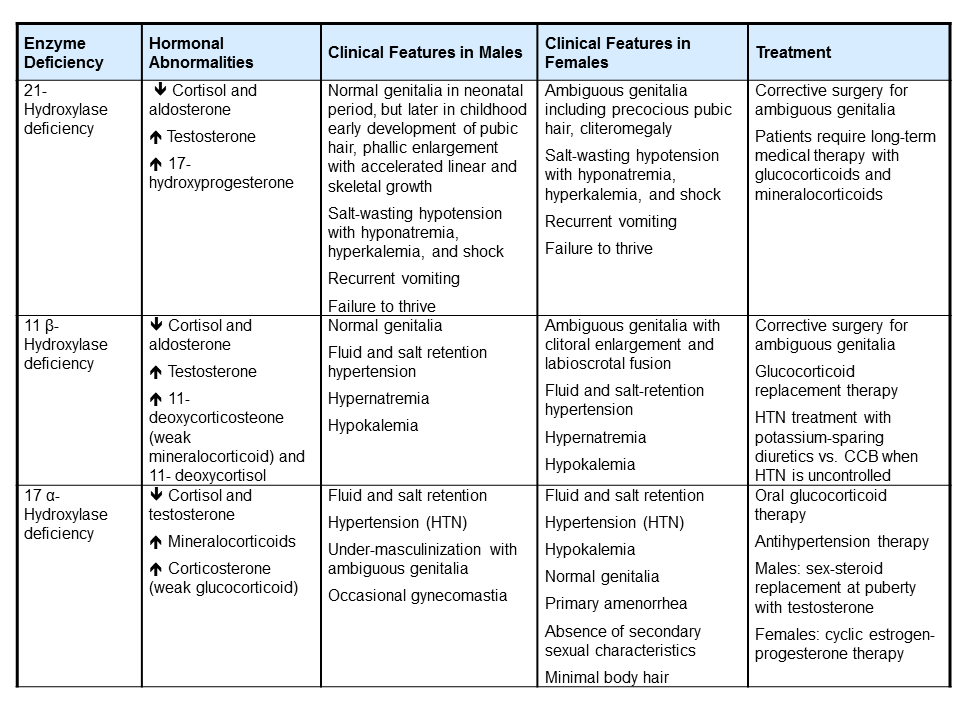 Enzyme
Deficiency
Hormonal
Abnormalities
Clinical Features in Males
Clinical Features in
Females
Treatment
21-
Hydroxylase
deficiency
🡻 Cortisol and
aldosterone
🡹 Testosterone
🡹 17-
hydroxyprogesterone
Normal genitalia in neonatal
period, but later in childhood
early development of pubic
hair, phallic enlargement
with accelerated linear and
skeletal growth
Salt-wasting hypotension
with hyponatremia,
hyperkalemia, and shock
Recurrent vomiting
Failure to thrive
Ambiguous genitalia
including precocious pubic
hair, cliteromegaly
Salt-wasting hypotension
with hyponatremia,
hyperkalemia, and shock
Recurrent vomiting
Failure to thrive
Corrective surgery for
ambiguous genitalia
Patients require long-term
medical therapy with
glucocorticoids and
mineralocorticoids
11 β-
Hydroxylase
deficiency
🡻 Cortisol and
aldosterone
🡹 Testosterone
🡹 11-
deoxycorticosteone
(weak
mineralocorticoid) and
11- deoxycortisol
Normal genitalia
Fluid and salt retention
hypertension
Hypernatremia
Hypokalemia
Ambiguous genitalia with
clitoral enlargement and
labioscrotal fusion
Fluid and salt-retention
hypertension
Hypernatremia
Hypokalemia
Corrective surgery for
ambiguous genitalia
Glucocorticoid
replacement therapy
HTN treatment with
potassium-sparing
diuretics vs. CCB when
HTN is uncontrolled
17 α-
Hydroxylase
deficiency
🡻 Cortisol and
testosterone
🡹 Mineralocorticoids
🡹 Corticosterone
(weak glucocorticoid)
Fluid and salt retention
Hypertension (HTN)
Under-masculinization with
ambiguous genitalia
Occasional gynecomastia
Fluid and salt retention
Hypertension (HTN)
Hypokalemia
Normal genitalia
Primary amenorrhea
Absence of secondary
sexual characteristics
Minimal body hair
Oral glucocorticoid
therapy
Antihypertension therapy
Males: sex-steroid
replacement at puberty
with testosterone
Females: cyclic estrogen-
progesterone therapy